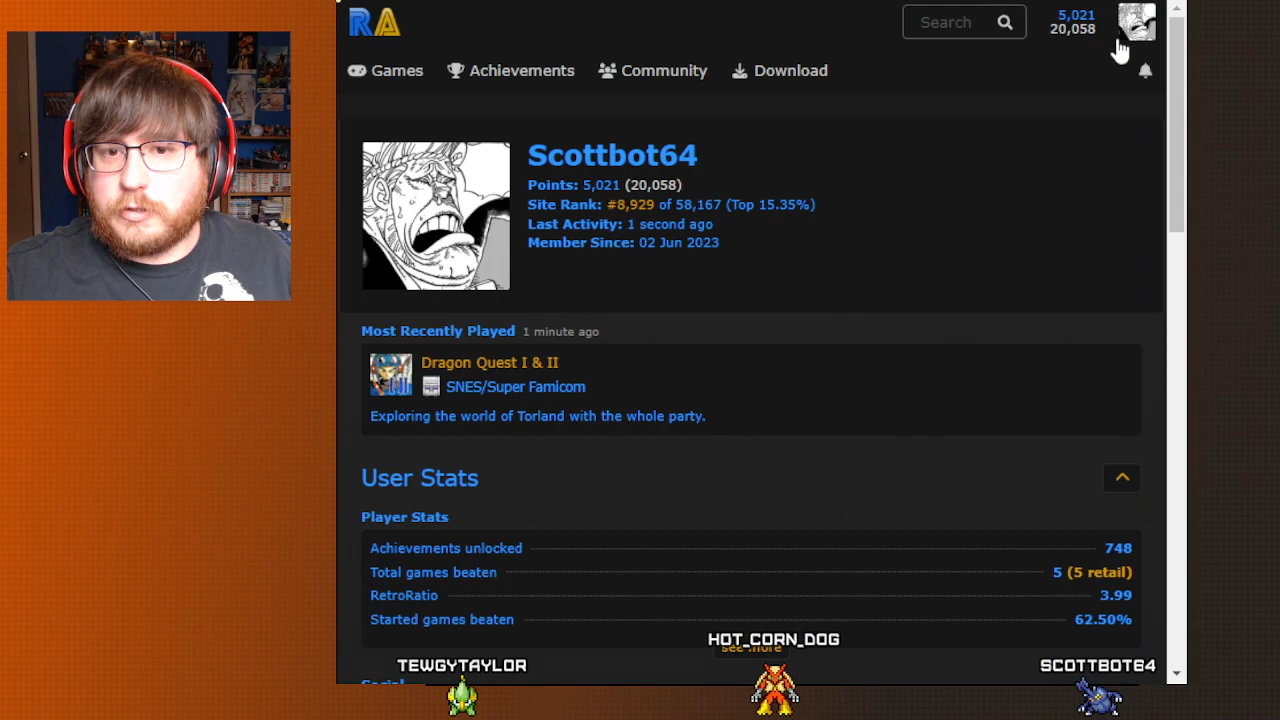 RA
Search
5,021
20,058
Games
Achievements
Community
Download
Scottbot64
Points: 5,021 (20,058)
Site Rank: #8,929 of 58,167 (Top 15.35%)
Last Activity: 1 second ago
Member Since: 02 Jun 2023
Most Recently Played 1 minute ago
Dragon Quest I & II
SNES/Super Famicom
Exploring the world of Torland with the whole party.
User Stats
Player Stats
Achievements unlocked 748
Total games beaten 5 (5 retail)
RetroRatio 3.99
Started games beaten 62.50%
HOT_CORN_DOG
see more
TEWGYTAYLOR
SCOTTBOT64
Social